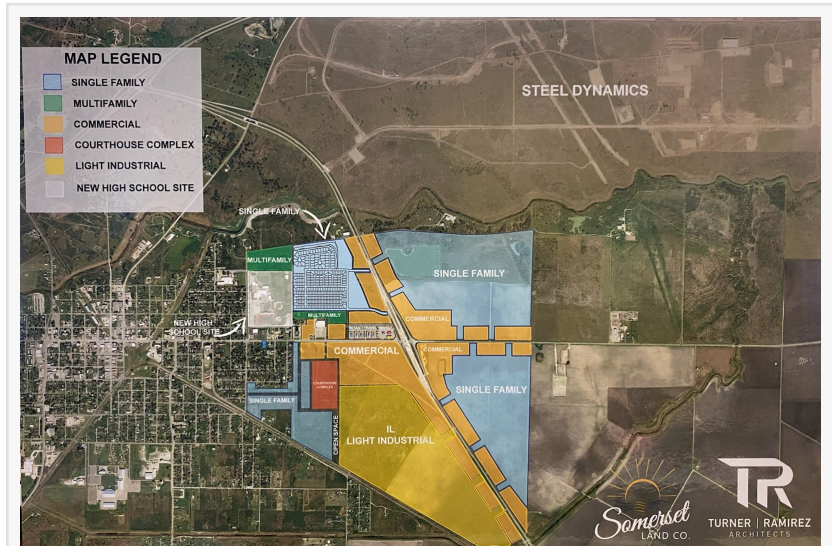 MAP LEGEND
SINGLE FAMILY
MULTIFAMILY
COMMERCIAL
COURTHOUSE COMPLEX
LIGHT INDUSTRIAL
NEW HIGH SCHOOL SITE
STEEL DYNAMICS
SINGLE FAMILY
MULTIFAMILY
SINGLE FAMILY
NEW HIGH
SCHOOL SITE
MULTIFAMILY
COMMERCIAL
COMMERCIAL
COMMERCIAL
COURTHOUSE
COMPLEX
SINGLE FAMILY
SINGLE FAMILY
OPEN SPACE
IL
LIGHT INDUSTRIAL
Somerset
LAND CO.
TR
TURNER | RAMIREZ
ARCHITECTS